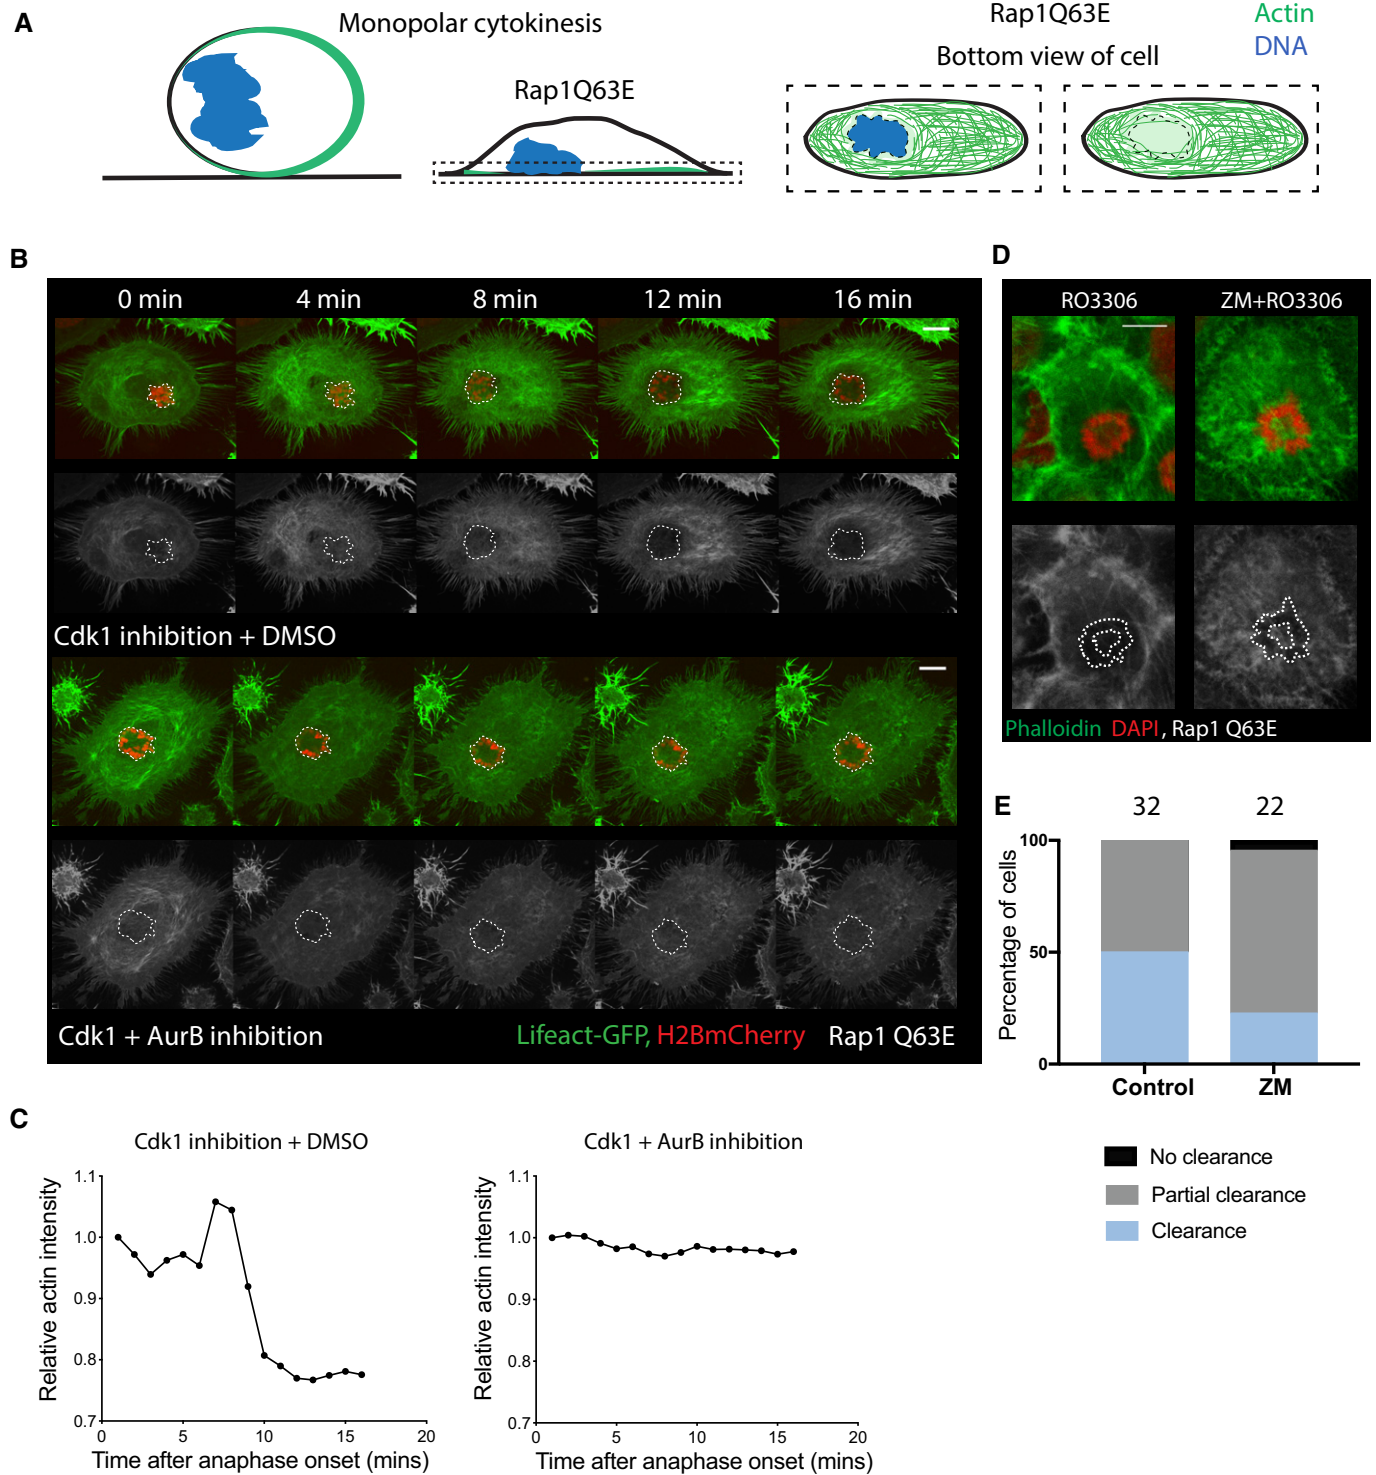 A
Monopolar cytokinesis
Rap1Q63E
Rap1Q63E
Bottom view of cell
Actin
DNA
B
0 min 4 min 8 min 12 min 16 min
Cdk1 inhibition + DMSO
Cdk1 + AurB inhibition
Lifeact-GFP, H2BmCherry Rap1 Q63E
D
RO3306 ZM+RO3306
Phalloidin DAPI, Rap1 Q63E
E
32 22
Percentage of cells
100
50
0
Control ZM
No clearance
Partial clearance
Clearance
C
Cdk1 inhibition + DMSO
Relative actin intensity
1.1
1.0
0.9
0.8
0.7
0 5 10 15 20
Time after anaphase onset (mins)
Cdk1 + AurB inhibition
Relative actin intensity
1.1
1.0
0.9
0.8
0.7
0 5 10 15 20
Time after anaphase onset (mins)